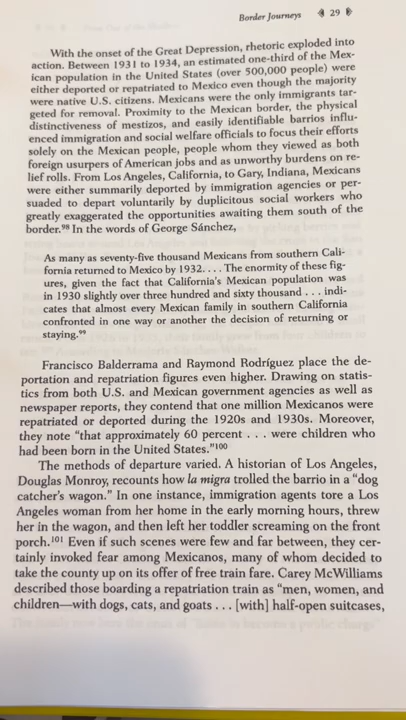 Border Journeys 29
With the onset of the Great Depression, rhetoric exploded into
action. Between 1931 to 1934, an estimated one-third of the Mex-
ican population in the United States (over 500,000 people) were
either deported or repatriated to Mexico even though the majority
were native U.S. citizens. Mexicans were the only immigrants tar-
geted for removal. Proximity to the Mexican border, the physical
distinctiveness of mestizos, and easily identifiable barrios influ-
enced immigration and social welfare officials to focus their efforts
solely on the Mexican people, people whom they viewed as both
foreign usurpers of American jobs and as unworthy burdens on re-
lief rolls. From Los Angeles, California, to Gary, Indiana, Mexicans
were either summarily deported by immigration agencies or per-
suaded to depart voluntarily by duplicitous social workers who
greatly exaggerated the opportunities awaiting them south of the
border.98 In the words of George Sánchez,
As many as seventy-five thousand Mexicans from southern Cali-
fornia returned to Mexico by 1932. . . . The enormity of these fig-
ures, given the fact that California's Mexican population was
in 1930 slightly over three hundred and sixty thousand . . . indi-
cates that almost every Mexican family in southern California
confronted in one way or another the decision of returning or
staying.99
Francisco Balderrama and Raymond Rodríguez place the de-
portation and repatriation figures even higher. Drawing on statis-
tics from both U.S. and Mexican government agencies as well as
newspaper reports, they contend that one million Mexicanos were
repatriated or deported during the 1920s and 1930s. Moreover,
they note "that approximately 60 percent . . . were children who
had been born in the United States."100
The methods of departure varied. A historian of Los Angeles,
Douglas Monroy, recounts how la migra trolled the barrio in a "dog
catcher's wagon." In one instance, immigration agents tore a Los
Angeles woman from her home in the early morning hours, threw
her in the wagon, and then left her toddler screaming on the front
porch.101 Even if such scenes were few and far between, they cer-
tainly invoked fear among Mexicanos, many of whom decided to
take the county up on its offer of free train fare. Carey McWilliams
described those boarding a repatriation train as "men, women, and
children—with dogs, cats, and goats . . . [with] half-open suitcases,